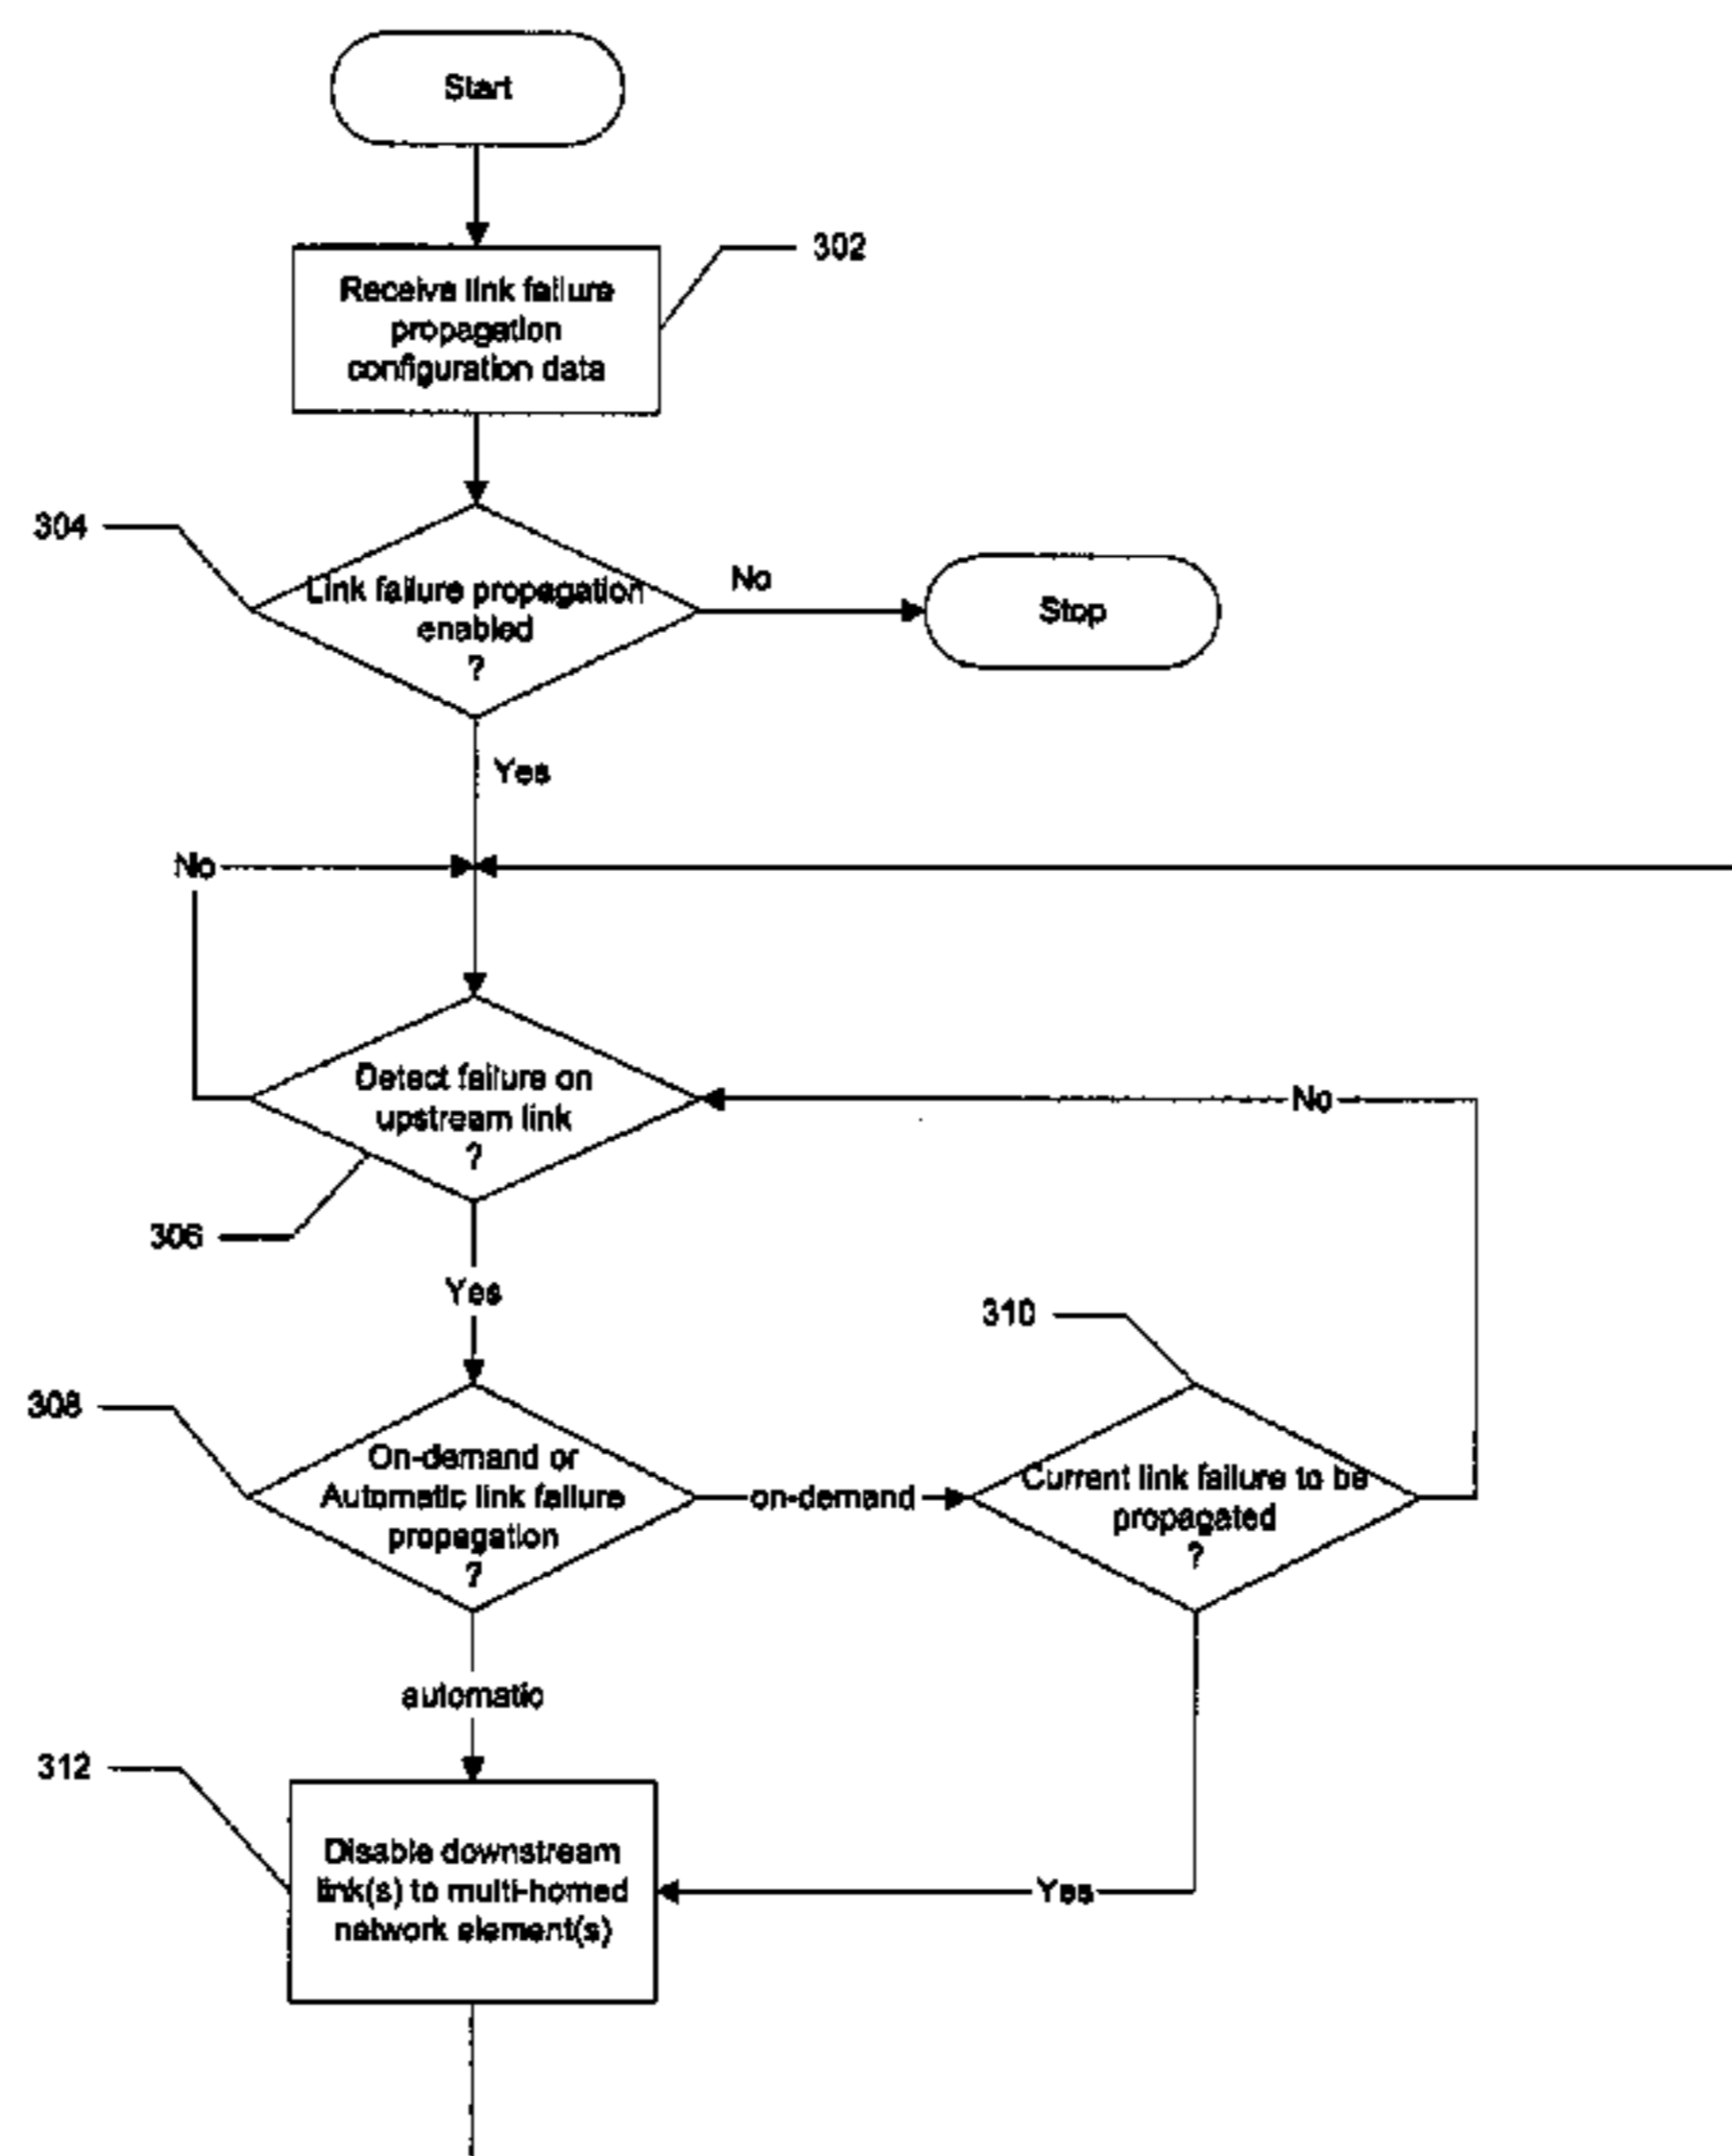 Start
302
Receive link failure
propagation
configuration data
304
Link failure propagation
enabled
?
No
Stop
Yes
No
Detect failure on
upstream link
?
No
306
Yes
310
308
On-demand or
Automatic link failure
propagation
?
on-demand
Current link failure to be
propagated
?
automatic
312
Disable downstream
link(s) to multi-homed
network element(s)
Yes